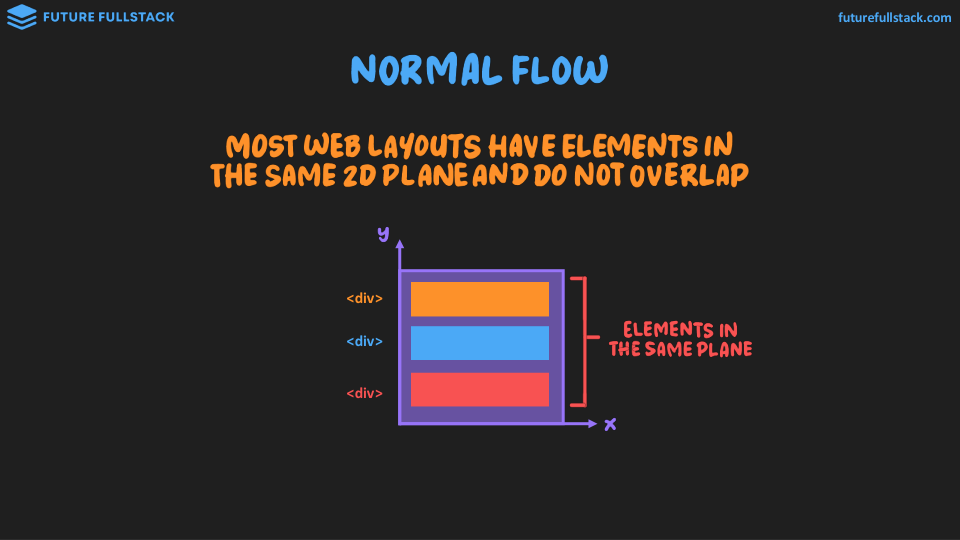 FUTURE FULLSTACK
futurefullstack.com
NORMAL FLOW
MOST WEB LAYOUTS HAVE ELEMENTS IN
THE SAME 2D PLANE AND DO NOT OVERLAP
y
<div>
<div>
<div>
ELEMENTS IN
THE SAME PLANE
x